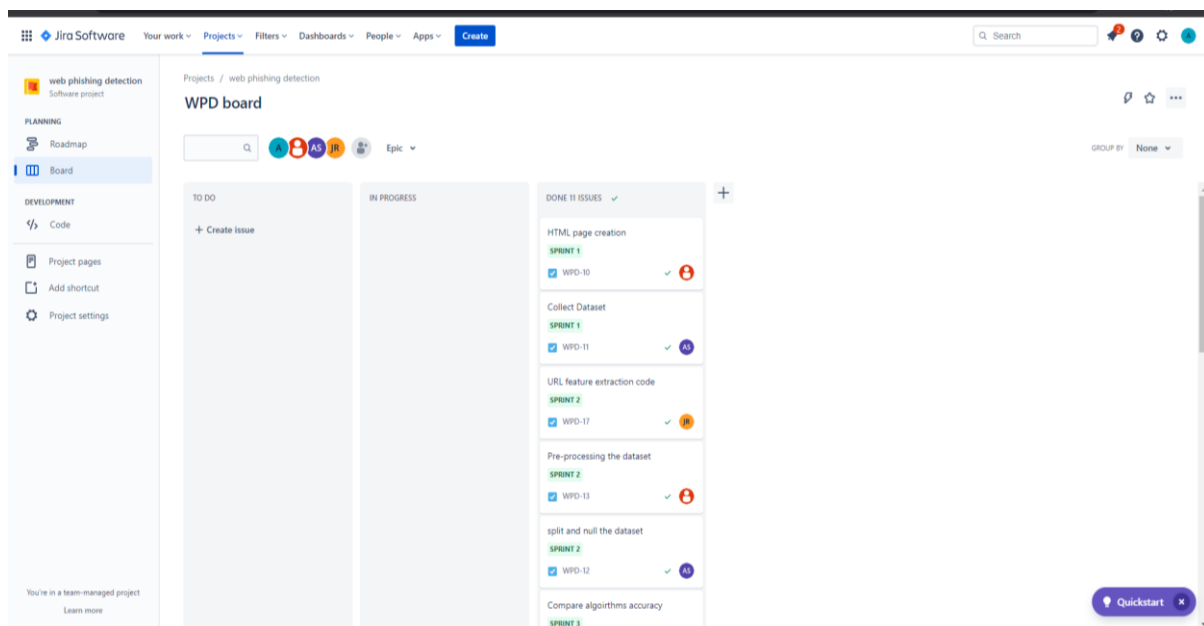 Jira Software
Your work
Projects
Filters
Dashboards
People
Apps
Create
Search
2
A
web phishing detection
Software project
PLANNING
Roadmap
Board
DEVELOPMENT
Code
Project pages
Add shortcut
Project settings
You're in a team-managed project
Learn more
Projects / web phishing detection
WPD board
A
AS
JR
Epic
GROUP BY
None
TO DO
+ Create issue
IN PROGRESS
DONE 11 ISSUES
HTML page creation
SPRINT 1
WPD-10
Collect Dataset
SPRINT 1
WPD-11
AS
URL feature extraction code
SPRINT 2
WPD-17
JR
Pre-processing the dataset
SPRINT 2
WPD-13
split and null the dataset
SPRINT 2
WPD-12
AS
Compare algoirthms accuracy
SPRINT 3
Quickstart